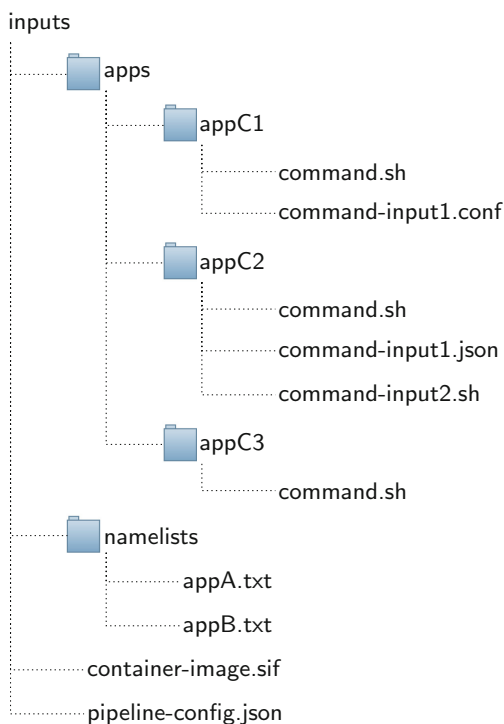 inputs
apps
appC1
command.sh
command-input1.conf
appC2
command.sh
command-input1.json
command-input2.sh
appC3
command.sh
namelists
appA.txt
appB.txt
container-image.sif
pipeline-config.json